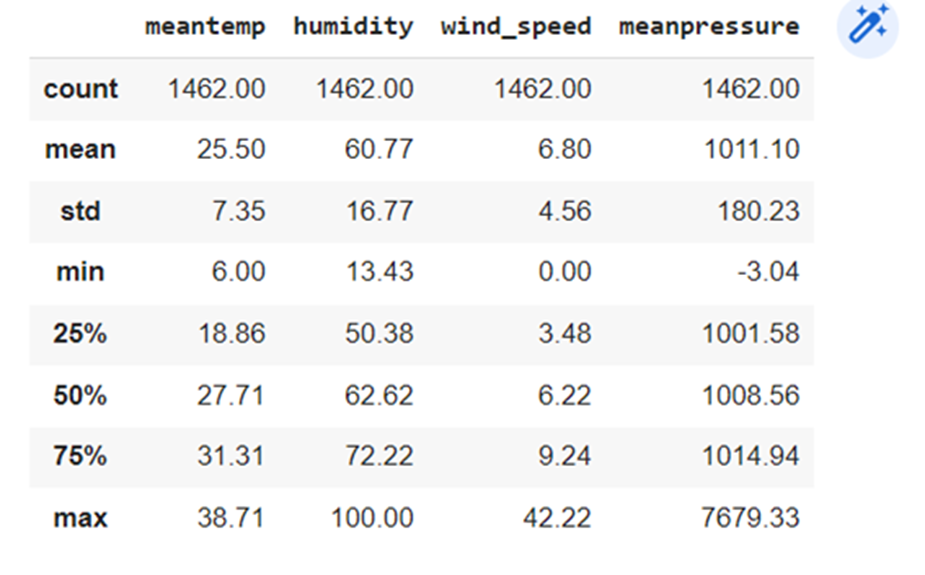 meantemp humidity wind_speed meanpressure
count 1462.00 1462.00 1462.00 1462.00
mean 25.50 60.77 6.80 1011.10
std 7.35 16.77 4.56 180.23
min 6.00 13.43 0.00 -3.04
25% 18.86 50.38 3.48 1001.58
50% 27.71 62.62 6.22 1008.56
75% 31.31 72.22 9.24 1014.94
max 38.71 100.00 42.22 7679.33